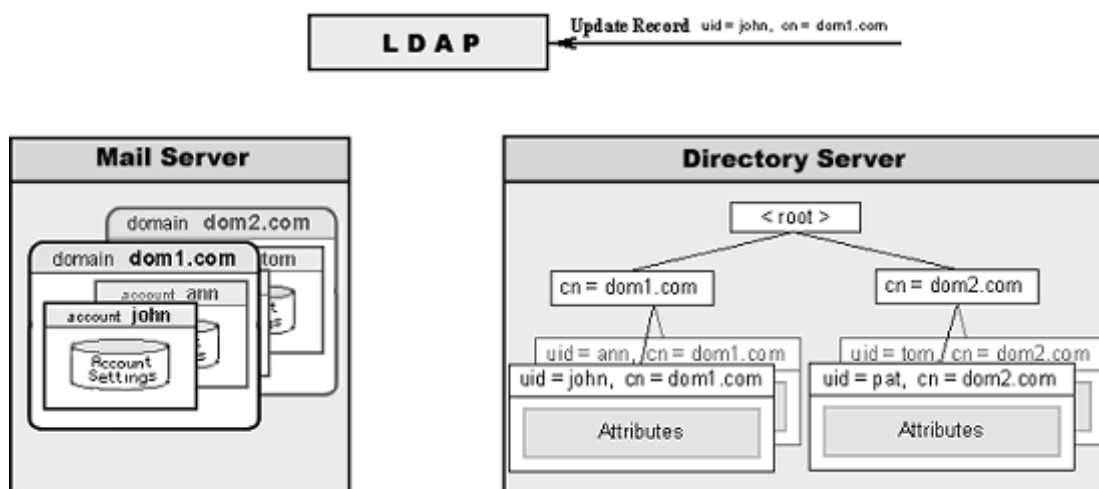 Update Record uid = john, cn = dom1.com
L D A P
Mail Server
domain dom2.com
domain dom1.com
tom
account ann
account john
Account
Settings
Directory Server
< root >
cn = dom1.com
cn = dom2.com
uid = ann, cn = dom1.com
uid = john, cn = dom1.com
Attributes
uid = tom, cn = dom2.com
uid = pat, cn = dom2.com
Attributes